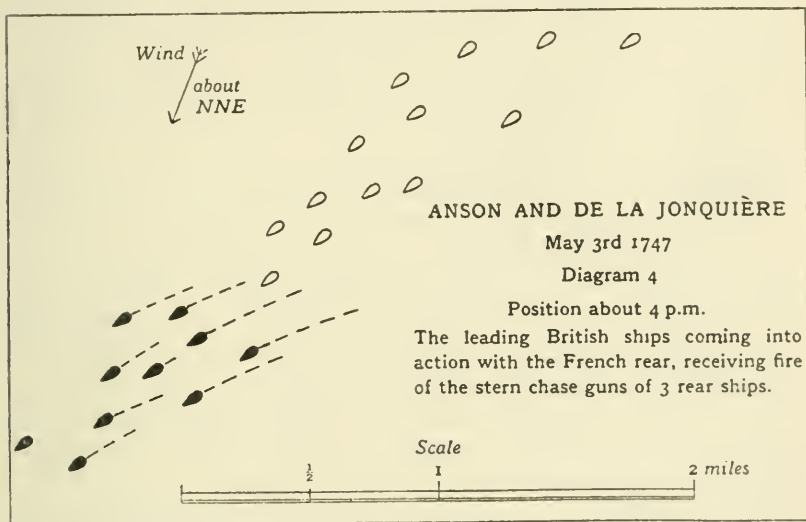 Wind
about
NNE
ANSON AND DE LA JONQUIÈRE
May 3rd 1747
Diagram 4
Position about 4 p.m.
The leading British ships coming into
action with the French rear, receiving fire
of the stern chase guns of 3 rear ships.
Scale
½ 1 2 miles